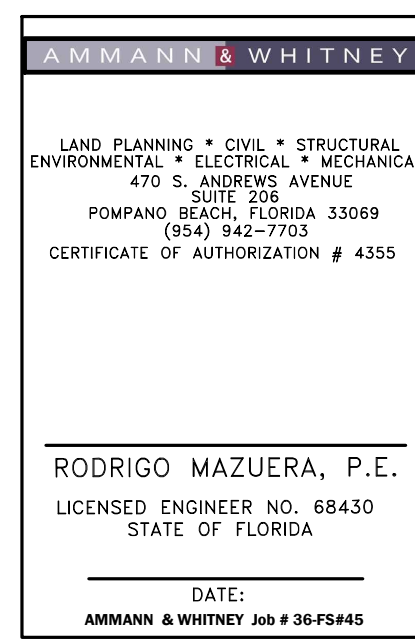 AMMANN & WHITNEY
LAND PLANNING * CIVIL * STRUCTURAL
ENVIRONMENTAL * ELECTRICAL * MECHANICA
470 S. ANDREWS AVENUE
SUITE 206
POMPANO BEACH, FLORIDA 33069
(954) 942-7703
CERTIFICATE OF AUTHORIZATION # 4355
RODRIGO MAZUERA, P.E.
LICENSED ENGINEER NO. 68430
STATE OF FLORIDA
DATE:
AMMANN & WHITNEY Job # 36-FS#45